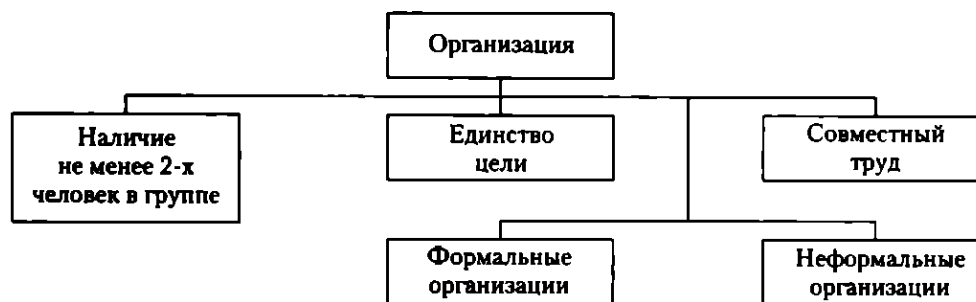 Организация
Наличие
не менее 2-х
человек в группе
Единство
цели
Совместный
труд
Формальные
организации
Неформальные
организации